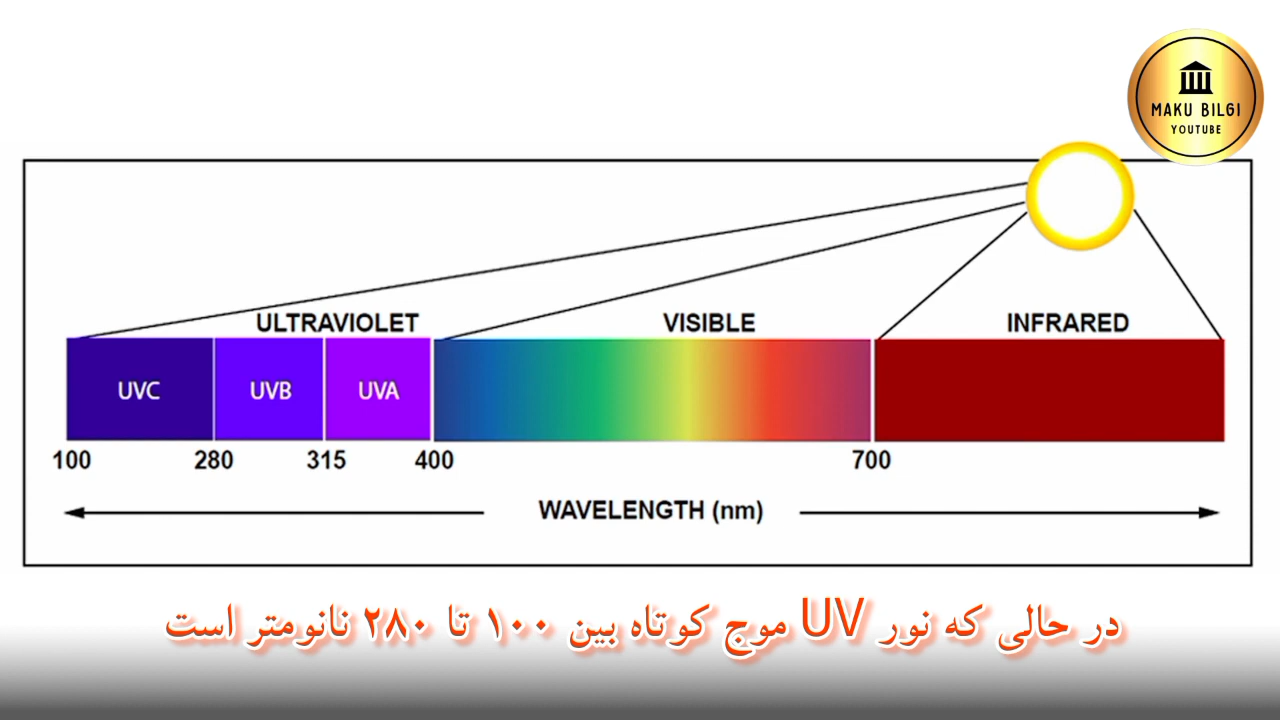 MAKU BILGI
YOUTUBE
ULTRAVIOLET VISIBLE INFRARED
UVC UVB UVA
100 280 315 400 700
WAVELENGTH (nm)
در حالی که نور UV موج کوتاه بین ۱۰۰ تا ۲۸۰ نانومتر است